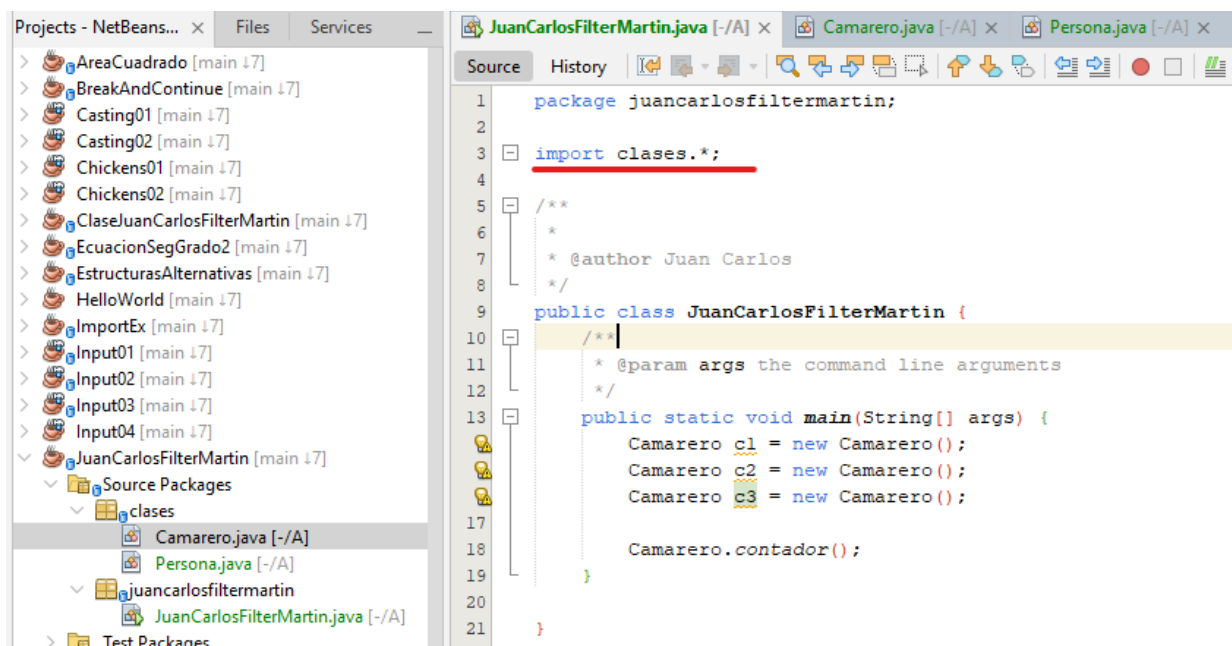 Projects - NetBeans... × Files Services
AreaCuadrado [main ↓7]
BreakAndContinue [main ↓7]
Casting01 [main ↓7]
Casting02 [main ↓7]
Chickens01 [main ↓7]
Chickens02 [main ↓7]
ClaseJuanCarlosFilterMartin [main ↓7]
EcuacionSegGrado2 [main ↓7]
EstructurasAlternativas [main ↓7]
HelloWorld [main ↓7]
ImportEx [main ↓7]
Input01 [main ↓7]
Input02 [main ↓7]
Input03 [main ↓7]
Input04 [main ↓7]
JuanCarlosFilterMartin [main ↓7]
Source Packages
clases
Camarero.java [-/A]
Persona.java [-/A]
juancarlosfiltermartin
JuanCarlosFilterMartin.java [-/A]
Test Packages
JuanCarlosFilterMartin.java [-/A] × Camarero.java [-/A] × Persona.java [-/A] ×
Source History
1 package juancarlosfiltermartin;
2
3 import clases.*;
4
5 /**
6 *
7 * @author Juan Carlos
8 */
9 public class JuanCarlosFilterMartin {
10 /**
11 * @param args the command line arguments
12 */
13 public static void main(String[] args) {
Camarero c1 = new Camarero();
Camarero c2 = new Camarero();
Camarero c3 = new Camarero();
17
18 Camarero.contador();
19 }
20
21 }